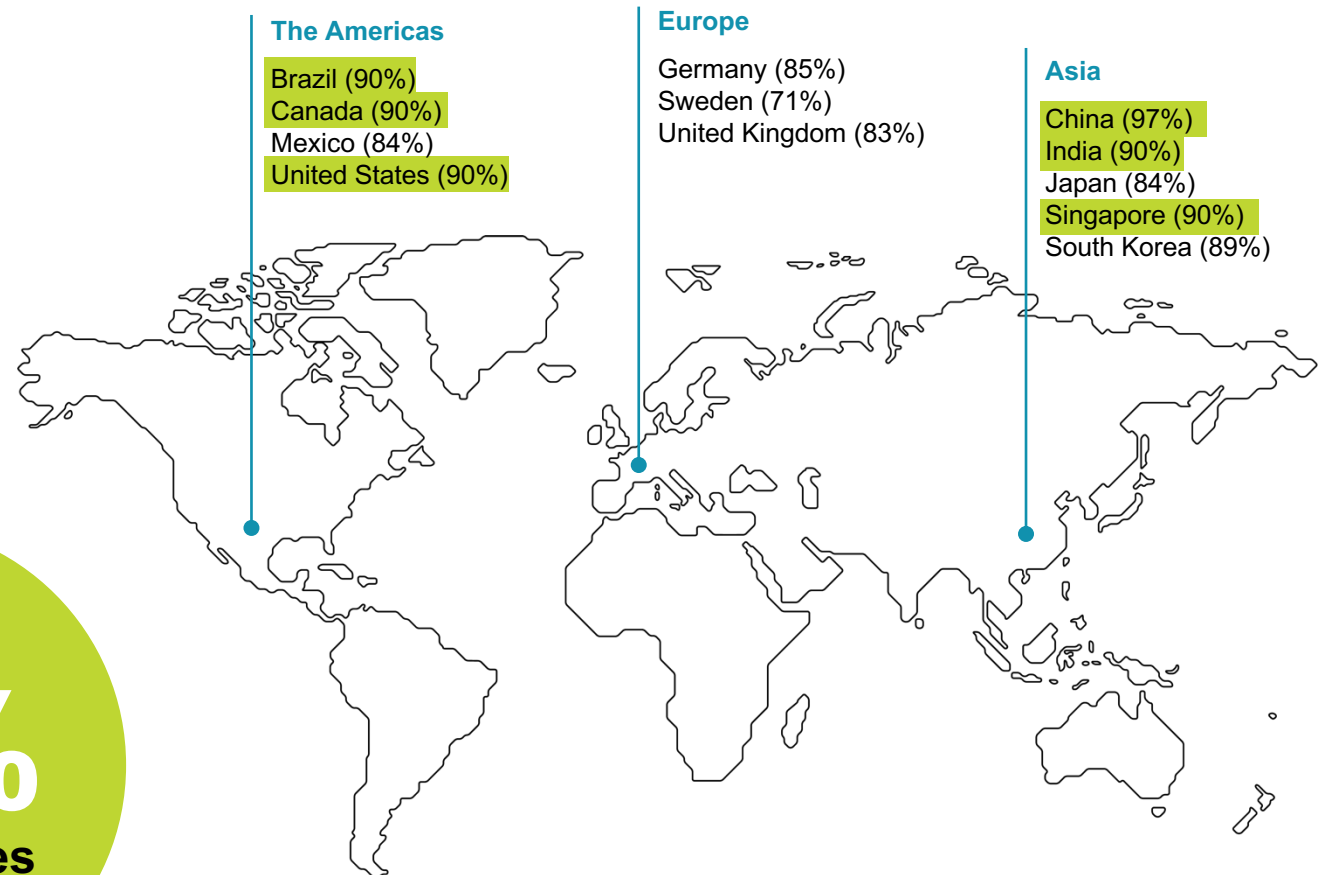 The Americas
Brazil (90%)
Canada (90%)
Mexico (84%)
United States (90%)
Europe
Germany (85%)
Sweden (71%)
United Kingdom (83%)
Asia
China (97%)
India (90%)
Japan (84%)
Singapore (90%)
South Korea (89%)
%
es